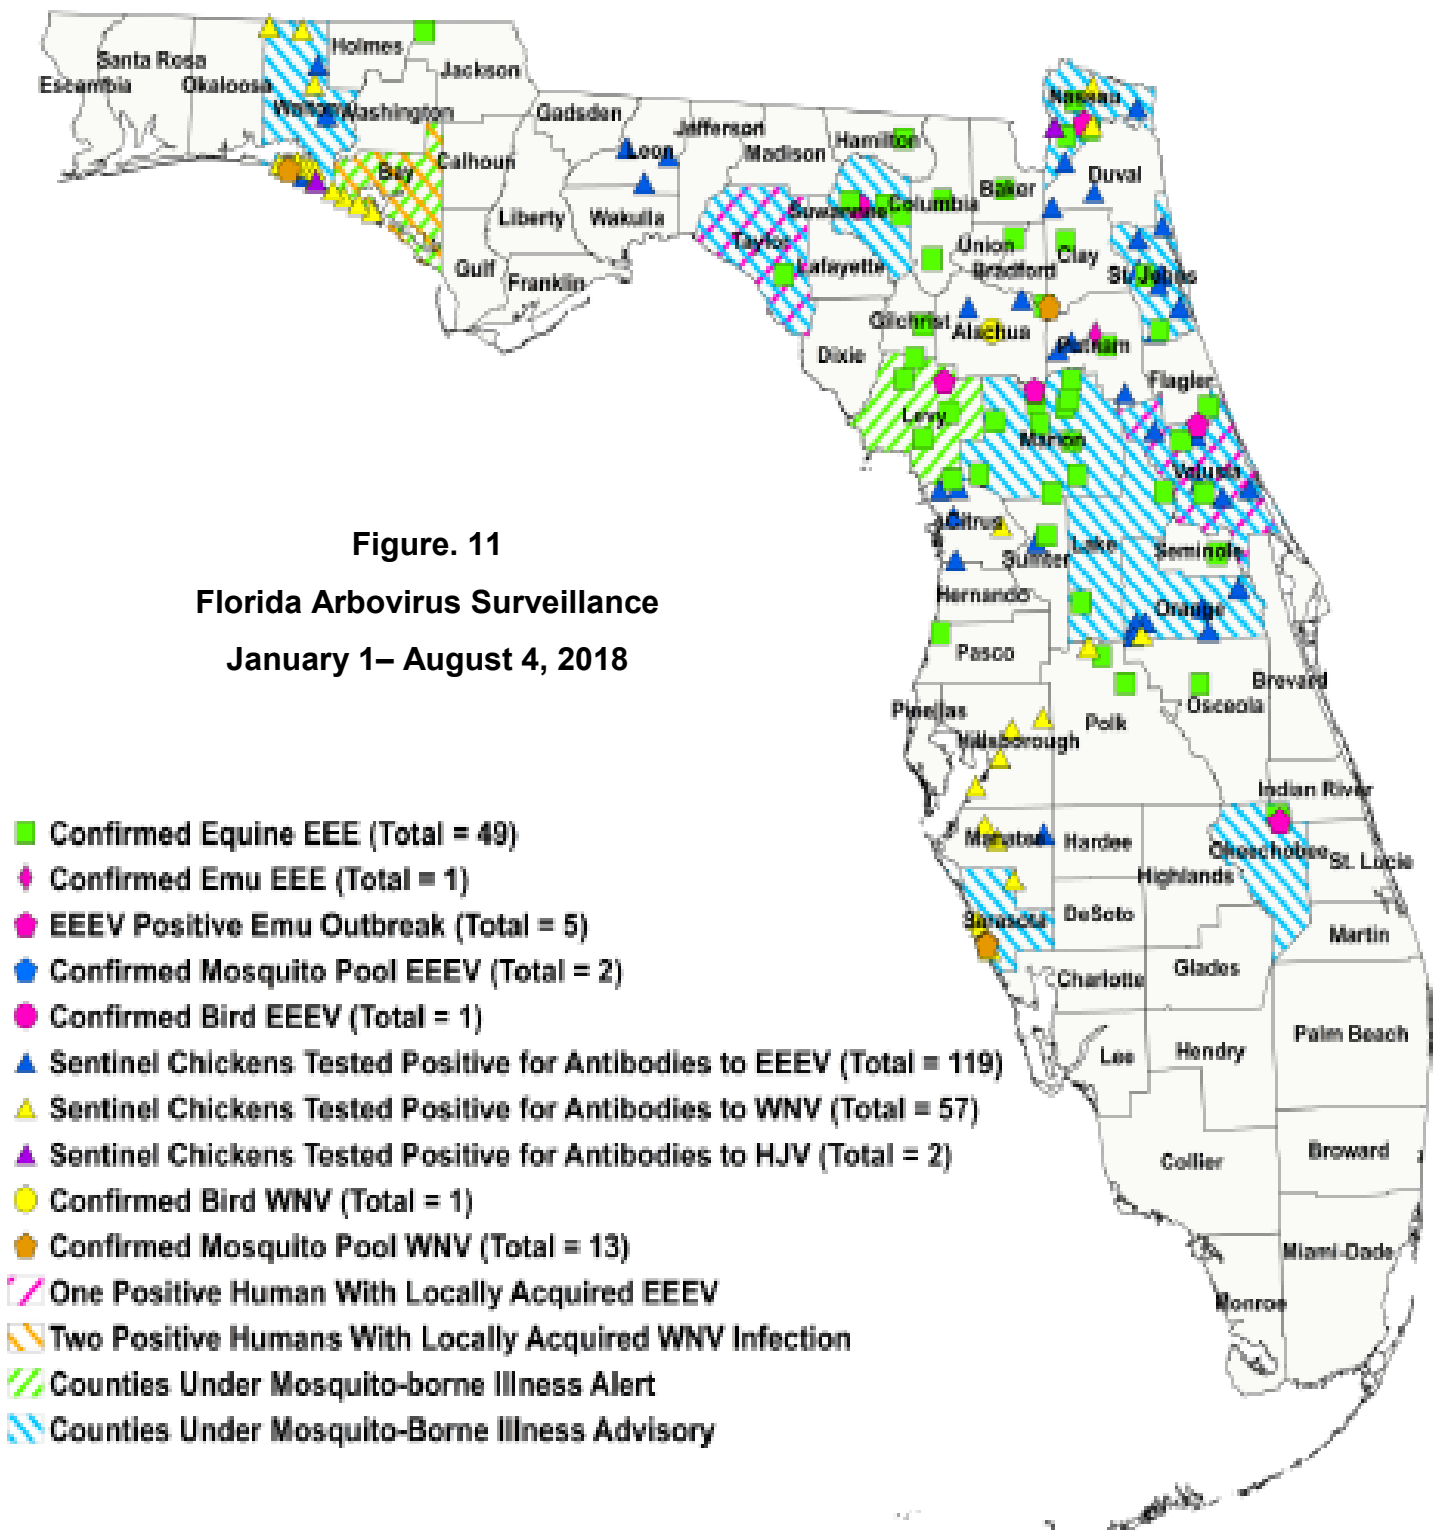 Holmes
Santa Rosa
Jackson
Escambia
Okaloosa
Walton
Washington
Gadsden
Nassau
Jefferson
Hamilton
Leon
Madison
Bay
Calhoun
Duval
Baker
Columbia
Suwannee
Liberty
Wakulla
Taylor
Union
Clay
Lafayette
Bradford
St Johns
Gulf
Franklin
Gilchrist
Alachua
Putnam
Dixie
Flagler
Levy
Marion
Volusia
Citrus
Lake
Seminole
Sumter
Hernando
Orange
Pasco
Brevard
Osceola
Pinellas
Polk
Hillsborough
Indian River
Manatee
Hardee
Okeechobee
St. Lucie
Highlands
DeSoto
Sarasota
Martin
Glades
Charlotte
Palm Beach
Lee
Hendry
Broward
Collier
Miami-Dade
Monroe
Figure. 11
Florida Arbovirus Surveillance
January 1– August 4, 2018
Confirmed Equine EEE (Total = 49)
Confirmed Emu EEE (Total = 1)
EEEV Positive Emu Outbreak (Total = 5)
Confirmed Mosquito Pool EEEV (Total = 2)
Confirmed Bird EEEV (Total = 1)
Sentinel Chickens Tested Positive for Antibodies to EEEV (Total = 119)
Sentinel Chickens Tested Positive for Antibodies to WNV (Total = 57)
Sentinel Chickens Tested Positive for Antibodies to HJV (Total = 2)
Confirmed Bird WNV (Total = 1)
Confirmed Mosquito Pool WNV (Total = 13)
One Positive Human With Locally Acquired EEEV
Two Positive Humans With Locally Acquired WNV Infection
Counties Under Mosquito-borne Illness Alert
Counties Under Mosquito-Borne Illness Advisory